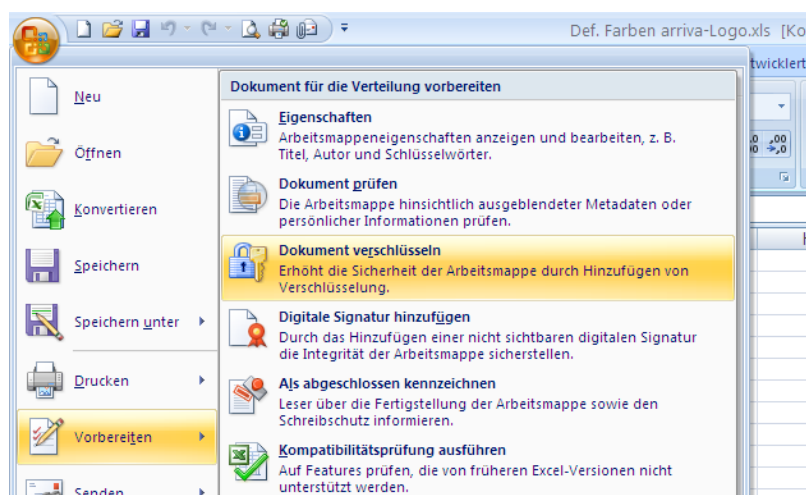 Def. Farben arriva-Logo.xls [Ko
twicklert
Neu
Öffnen
Konvertieren
Speichern
Speichern unter
Drucken
Vorbereiten
Senden
Dokument für die Verteilung vorbereiten
Eigenschaften
Arbeitsmappeneigenschaften anzeigen und bearbeiten, z. B.
Titel, Autor und Schlüsselwörter.
Dokument prüfen
Die Arbeitsmappe hinsichtlich ausgeblendeter Metadaten oder
persönlicher Informationen prüfen.
Dokument verschlüsseln
Erhöht die Sicherheit der Arbeitsmappe durch Hinzufügen von
Verschlüsselung.
Digitale Signatur hinzufügen
Durch das Hinzufügen einer nicht sichtbaren digitalen Signatur
die Integrität der Arbeitsmappe sicherstellen.
Als abgeschlossen kennzeichnen
Leser über die Fertigstellung der Arbeitsmappe sowie den
Schreibschutz informieren.
Kompatibilitätsprüfung ausführen
Auf Features prüfen, die von früheren Excel-Versionen nicht
unterstützt werden.